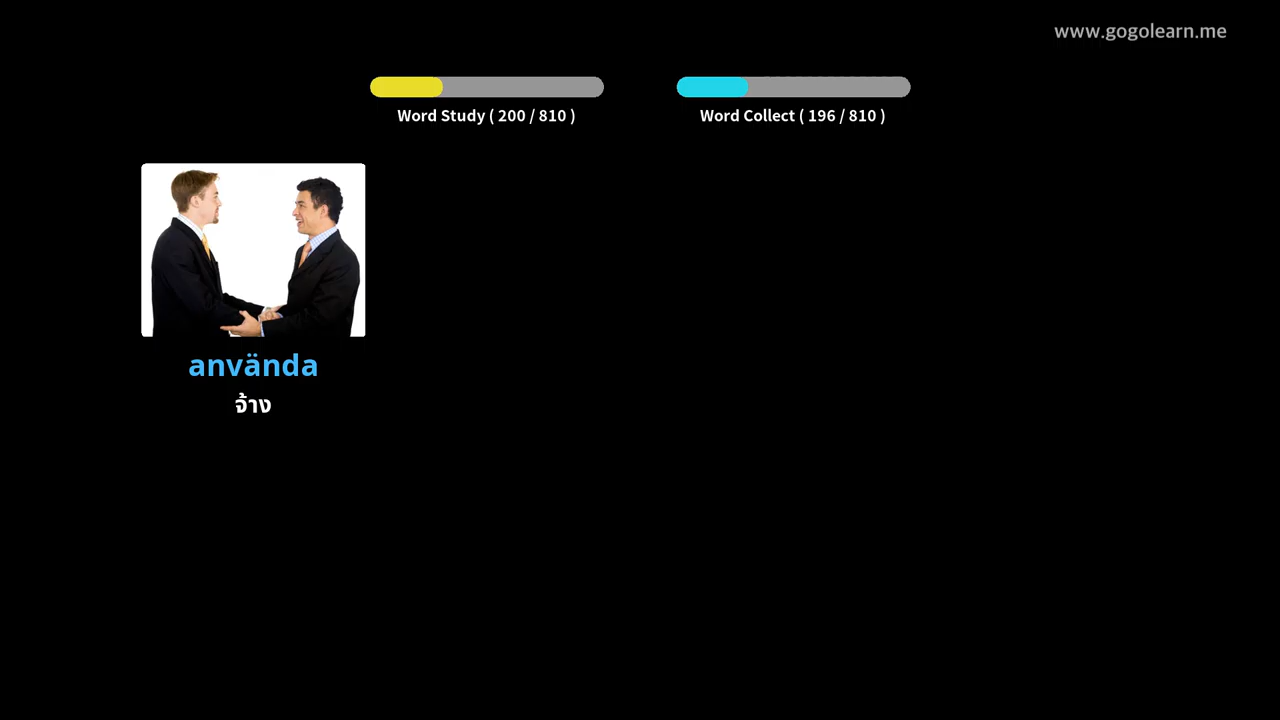 www.gogolearn.me
Word Study ( 200 / 810 )
Word Collect ( 196 / 810 )
använda
จ้าง